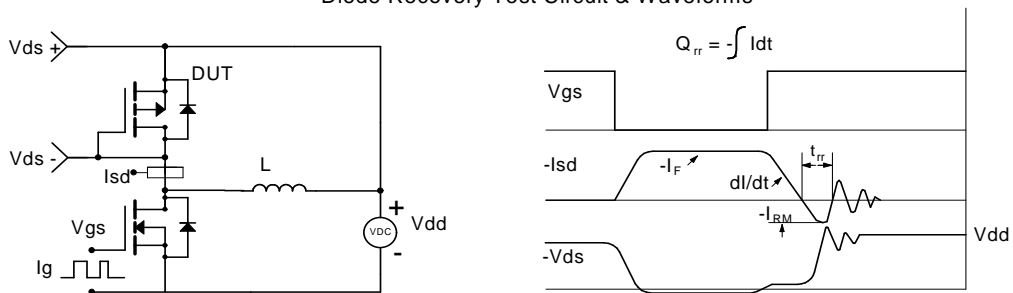 Diode Recovery Test Circuit & Waveforms
Vds +
DUT
Vds -
Isd
L
Vgs
Ig
+
VDC
-
Vdd
Q rr = - ∫ Idt
Vgs
-Isd
-I F
dI/dt
t rr
-I RM
Vdd
-Vds